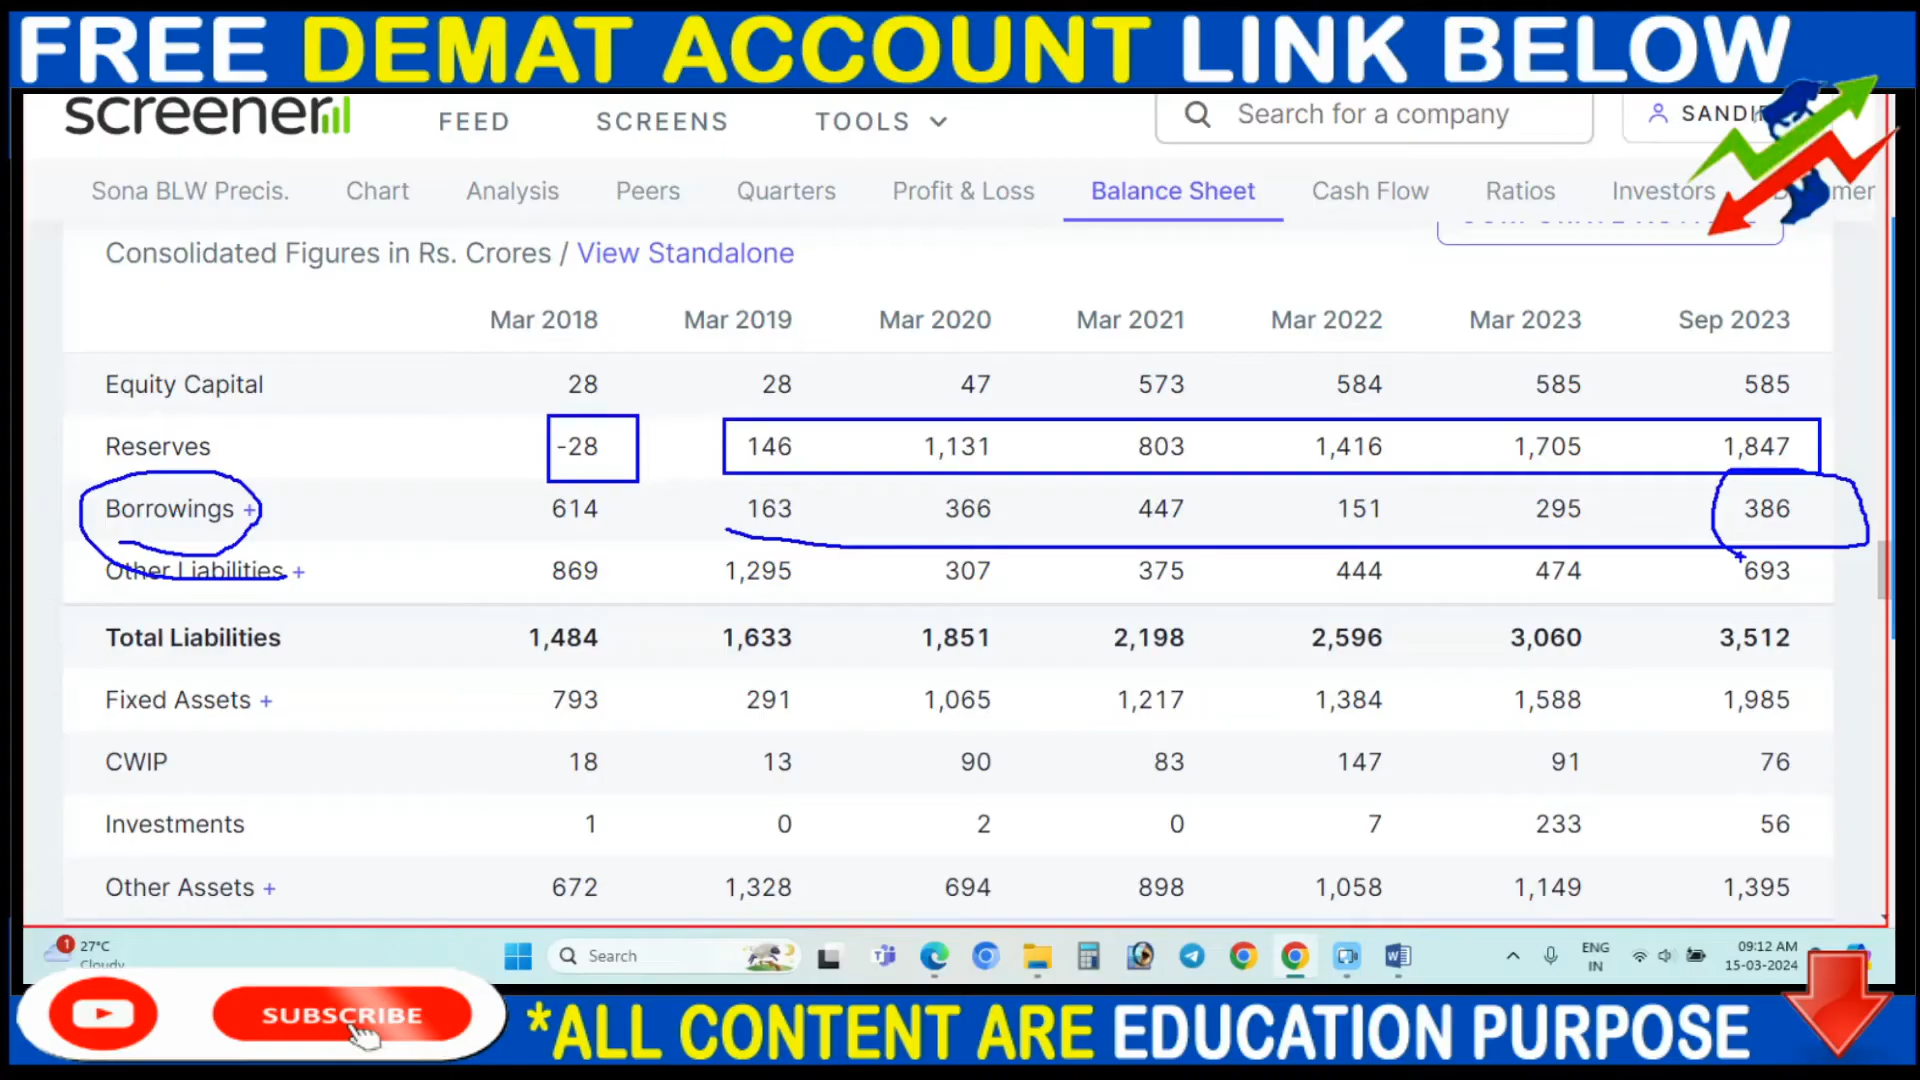 FREE DEMAT ACCOUNT LINK BELOW
screener FEED SCREENS TOOLS Search for a company
Sona BLW Precis. Chart Analysis Peers Quarters Profit & Loss Balance Sheet Cash Flow Ratios Investors
Consolidated Figures in Rs. Crores / View Standalone
Mar 2018 Mar 2019 Mar 2020 Mar 2021 Mar 2022 Mar 2023 Sep 2023
Equity Capital 28 28 47 573 584 585 585
Reserves -28 146 1,131 803 1,416 1,705 1,847
Borrowings + 614 163 366 447 151 295 386
Other Liabilities + 869 1,295 307 375 444 474 693
Total Liabilities 1,484 1,633 1,851 2,198 2,596 3,060 3,512
Fixed Assets + 793 291 1,065 1,217 1,384 1,588 1,985
CWIP 18 13 90 83 147 91 76
Investments 1 0 2 0 7 233 56
Other Assets + 672 1,328 694 898 1,058 1,149 1,395
1 27°C
Cloudy
Search
ENG
IN
09:12 AM
15-03-2024
SUBSCRIBE
*ALL CONTENT ARE EDUCATION PURPOSE